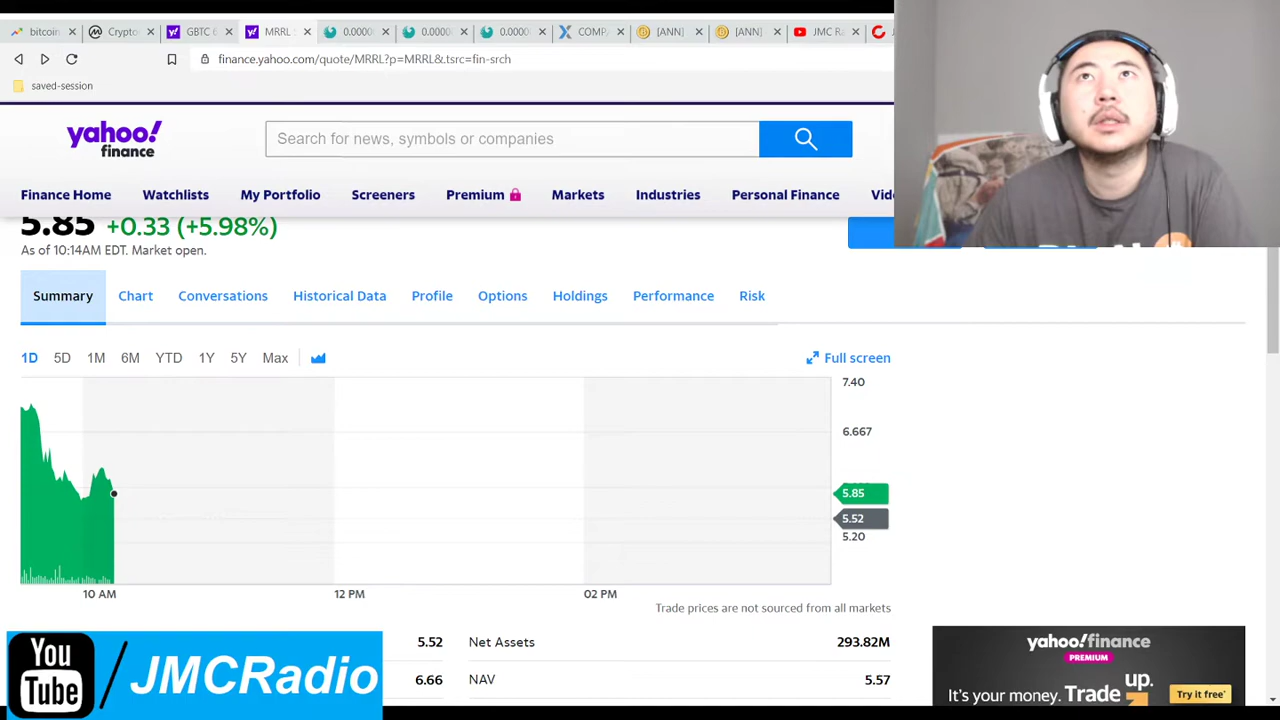 bitcoin
Crypto
GBTC 6
MRRL
0.0000
0.0000
0.0000
COMPA
[ANN]
[ANN]
JMC RA
finance.yahoo.com/quote/MRRL?p=MRRL&.tsrc=fin-srch
saved-session
yahoo!
finance
Search for news, symbols or companies
Finance Home Watchlists My Portfolio Screeners Premium Markets Industries Personal Finance Vid
5.85 +0.33 (+5.98%)
As of 10:14AM EDT. Market open.
Summary Chart Conversations Historical Data Profile Options Holdings Performance Risk
1D 5D 1M 6M YTD 1Y 5Y Max Full screen
7.40
6.667
5.85
5.52
5.20
10 AM 12 PM 02 PM
Trade prices are not sourced from all markets
5.52 Net Assets 293.82M
6.66 NAV 5.57
You
Tube
/JMCRadio
yahoo!finance
PREMIUM
It's your money. Trade up.
Try it free*